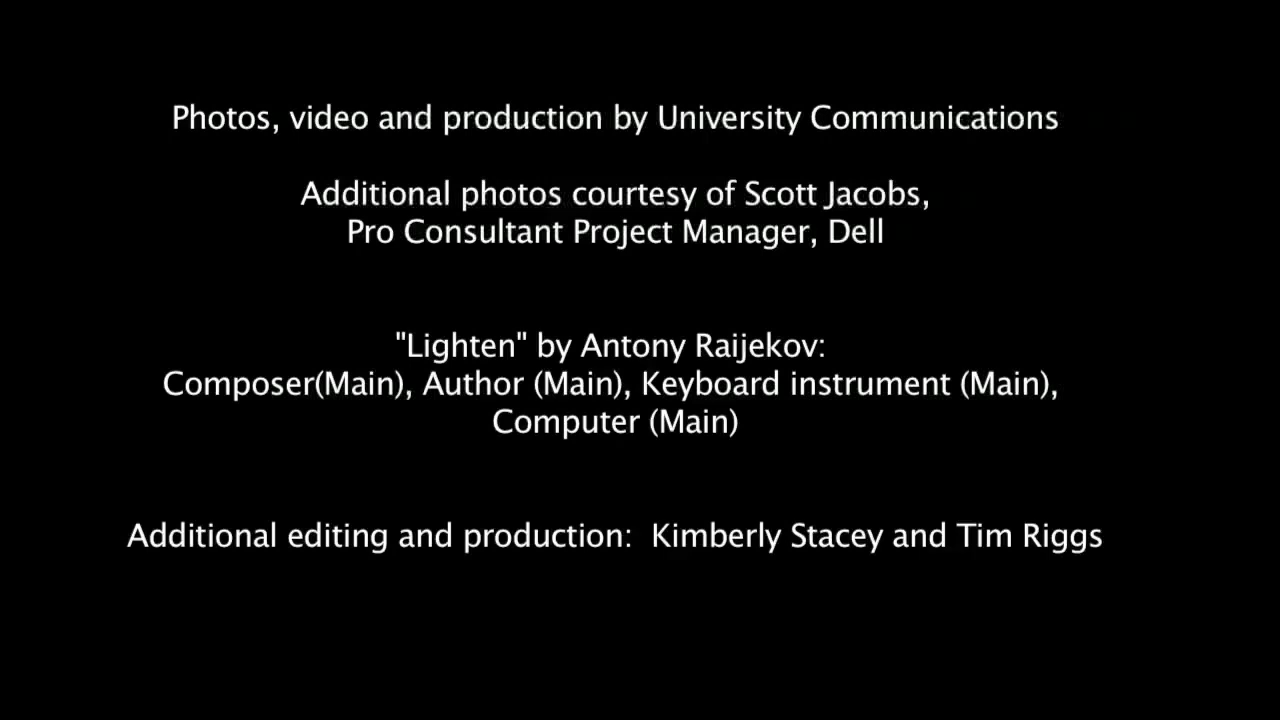 Photos, video and production by University Communications
Additional photos courtesy of Scott Jacobs,
Pro Consultant Project Manager, Dell
"Lighten" by Antony Raijekov:
Composer(Main), Author (Main), Keyboard instrument (Main),
Computer (Main)
Additional editing and production:  Kimberly Stacey and Tim Riggs